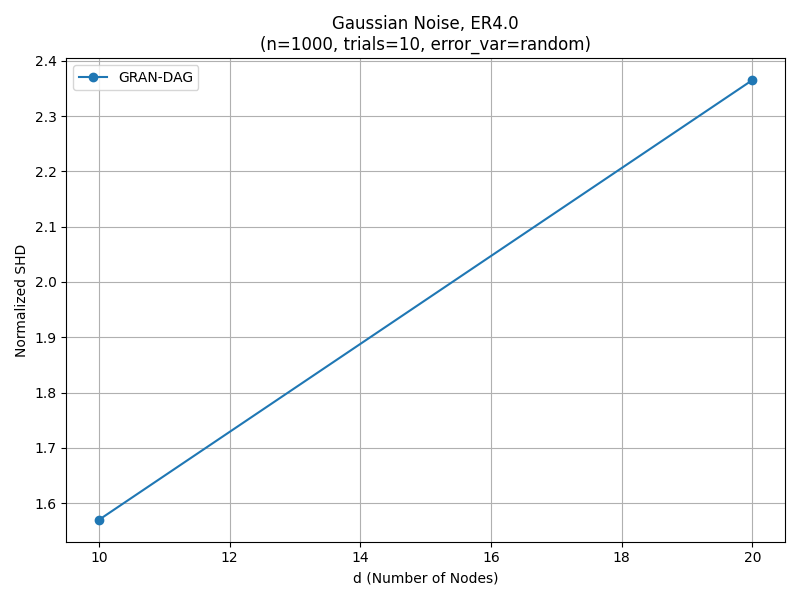 Gaussian Noise, ER4.0
(n=1000, trials=10, error_var=random)
GRAN-DAG
Normalized SHD
2.4
2.3
2.2
2.1
2.0
1.9
1.8
1.7
1.6
10 12 14 16 18 20
d (Number of Nodes)